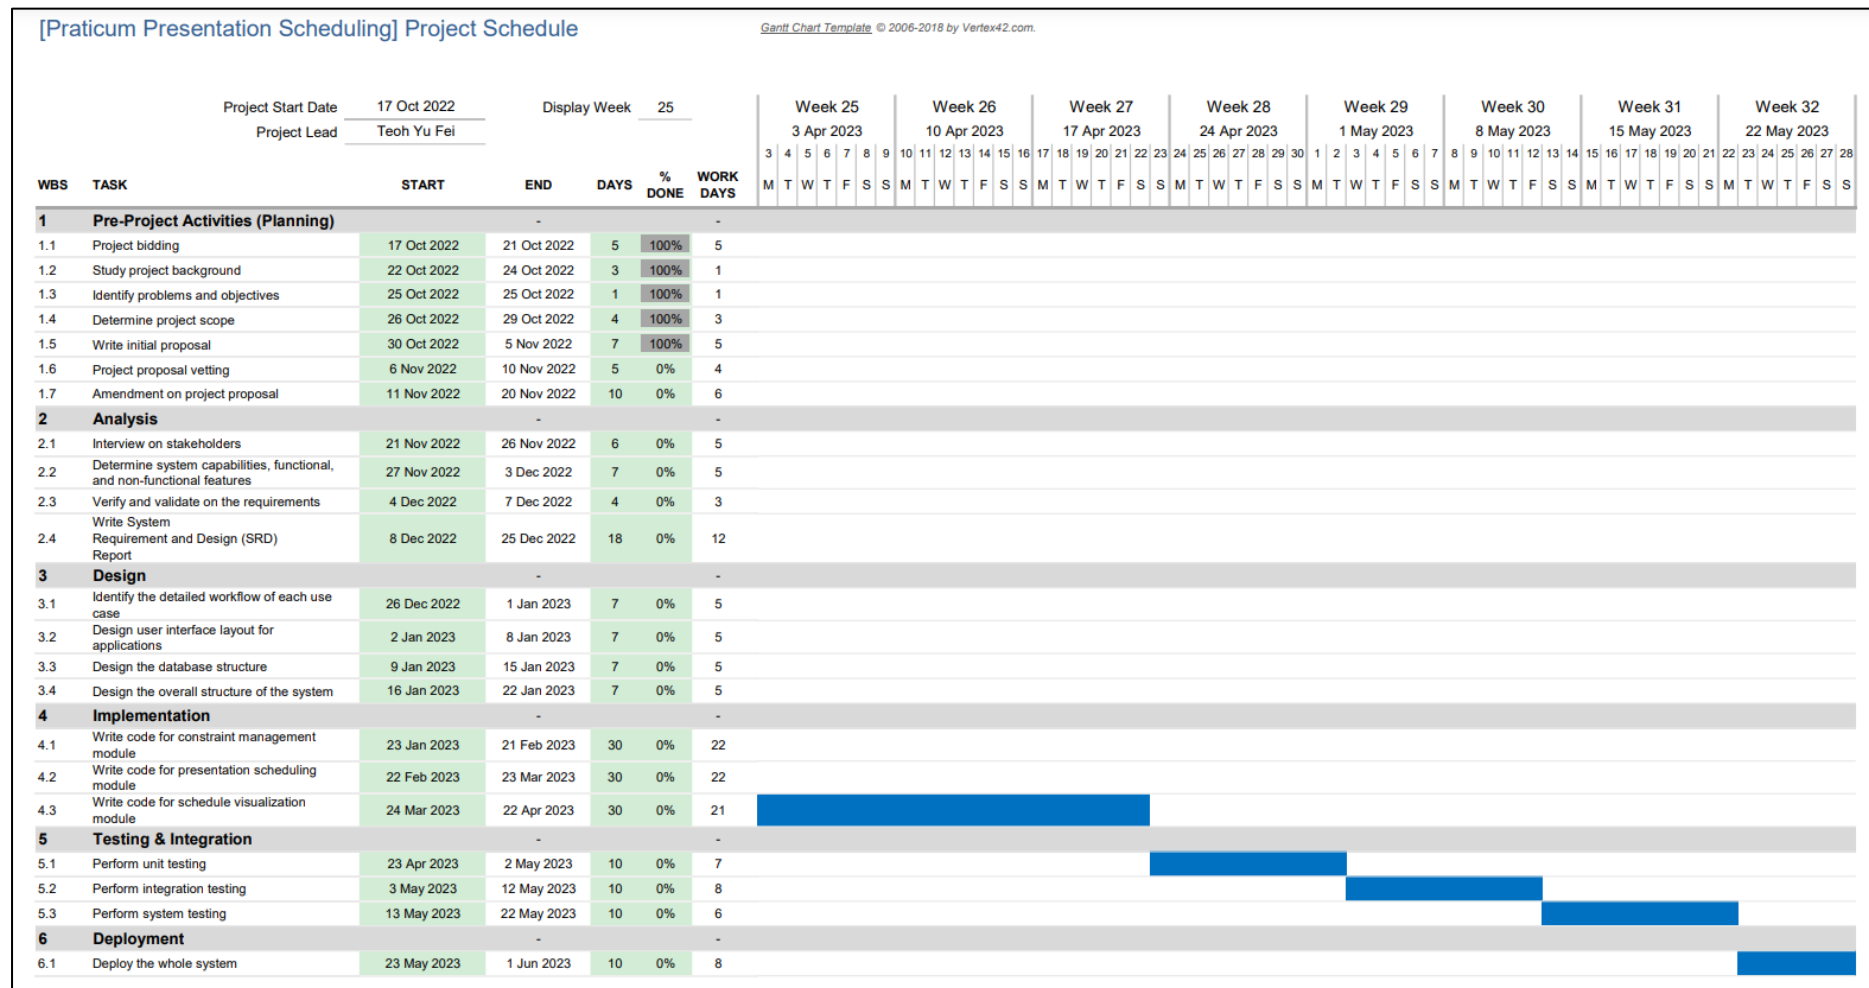 [Praticum Presentation Scheduling] Project Schedule
Gantt Chart Template © 2006-2018 by Vertex42.com.
Project Start Date 17 Oct 2022 Display Week 25
Project Lead Teoh Yu Fei
Week 25 Week 26 Week 27 Week 28 Week 29 Week 30 Week 31 Week 32
3 Apr 2023 10 Apr 2023 17 Apr 2023 24 Apr 2023 1 May 2023 8 May 2023 15 May 2023 22 May 2023
3 4 5 6 7 8 9 10 11 12 13 14 15 16 17 18 19 20 21 22 23 24 25 26 27 28 29 30 1 2 3 4 5 6 7 8 9 10 11 12 13 14 15 16 17 18 19 20 21 22 23 24 25 26 27 28
WBS TASK START END DAYS % DONE WORK DAYS
M T W T F S S M T W T F S S M T W T F S S M T W T F S S M T W T F S S M T W T F S S M T W T F S S M T W T F S S
1 Pre-Project Activities (Planning) - -
1.1 Project bidding 17 Oct 2022 21 Oct 2022 5 100% 5
1.2 Study project background 22 Oct 2022 24 Oct 2022 3 100% 1
1.3 Identify problems and objectives 25 Oct 2022 25 Oct 2022 1 100% 1
1.4 Determine project scope 26 Oct 2022 29 Oct 2022 4 100% 3
1.5 Write initial proposal 30 Oct 2022 5 Nov 2022 7 100% 5
1.6 Project proposal vetting 6 Nov 2022 10 Nov 2022 5 0% 4
1.7 Amendment on project proposal 11 Nov 2022 20 Nov 2022 10 0% 6
2 Analysis - -
2.1 Interview on stakeholders 21 Nov 2022 26 Nov 2022 6 0% 5
2.2 Determine system capabilities, functional, and non-functional features 27 Nov 2022 3 Dec 2022 7 0% 5
2.3 Verify and validate on the requirements 4 Dec 2022 7 Dec 2022 4 0% 3
2.4 Write System Requirement and Design (SRD) Report 8 Dec 2022 25 Dec 2022 18 0% 12
3 Design - -
3.1 Identify the detailed workflow of each use case 26 Dec 2022 1 Jan 2023 7 0% 5
3.2 Design user interface layout for applications 2 Jan 2023 8 Jan 2023 7 0% 5
3.3 Design the database structure 9 Jan 2023 15 Jan 2023 7 0% 5
3.4 Design the overall structure of the system 16 Jan 2023 22 Jan 2023 7 0% 5
4 Implementation - -
4.1 Write code for constraint management module 23 Jan 2023 21 Feb 2023 30 0% 22
4.2 Write code for presentation scheduling module 22 Feb 2023 23 Mar 2023 30 0% 22
4.3 Write code for schedule visualization module 24 Mar 2023 22 Apr 2023 30 0% 21
5 Testing & Integration - -
5.1 Perform unit testing 23 Apr 2023 2 May 2023 10 0% 7
5.2 Perform integration testing 3 May 2023 12 May 2023 10 0% 8
5.3 Perform system testing 13 May 2023 22 May 2023 10 0% 6
6 Deployment - -
6.1 Deploy the whole system 23 May 2023 1 Jun 2023 10 0% 8